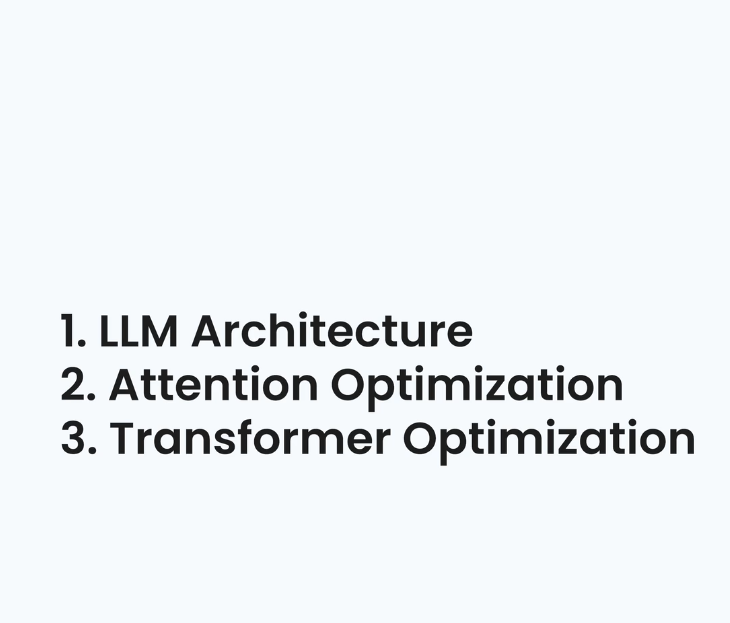 1. LLM Architecture
2. Attention Optimization
3. Transformer Optimization